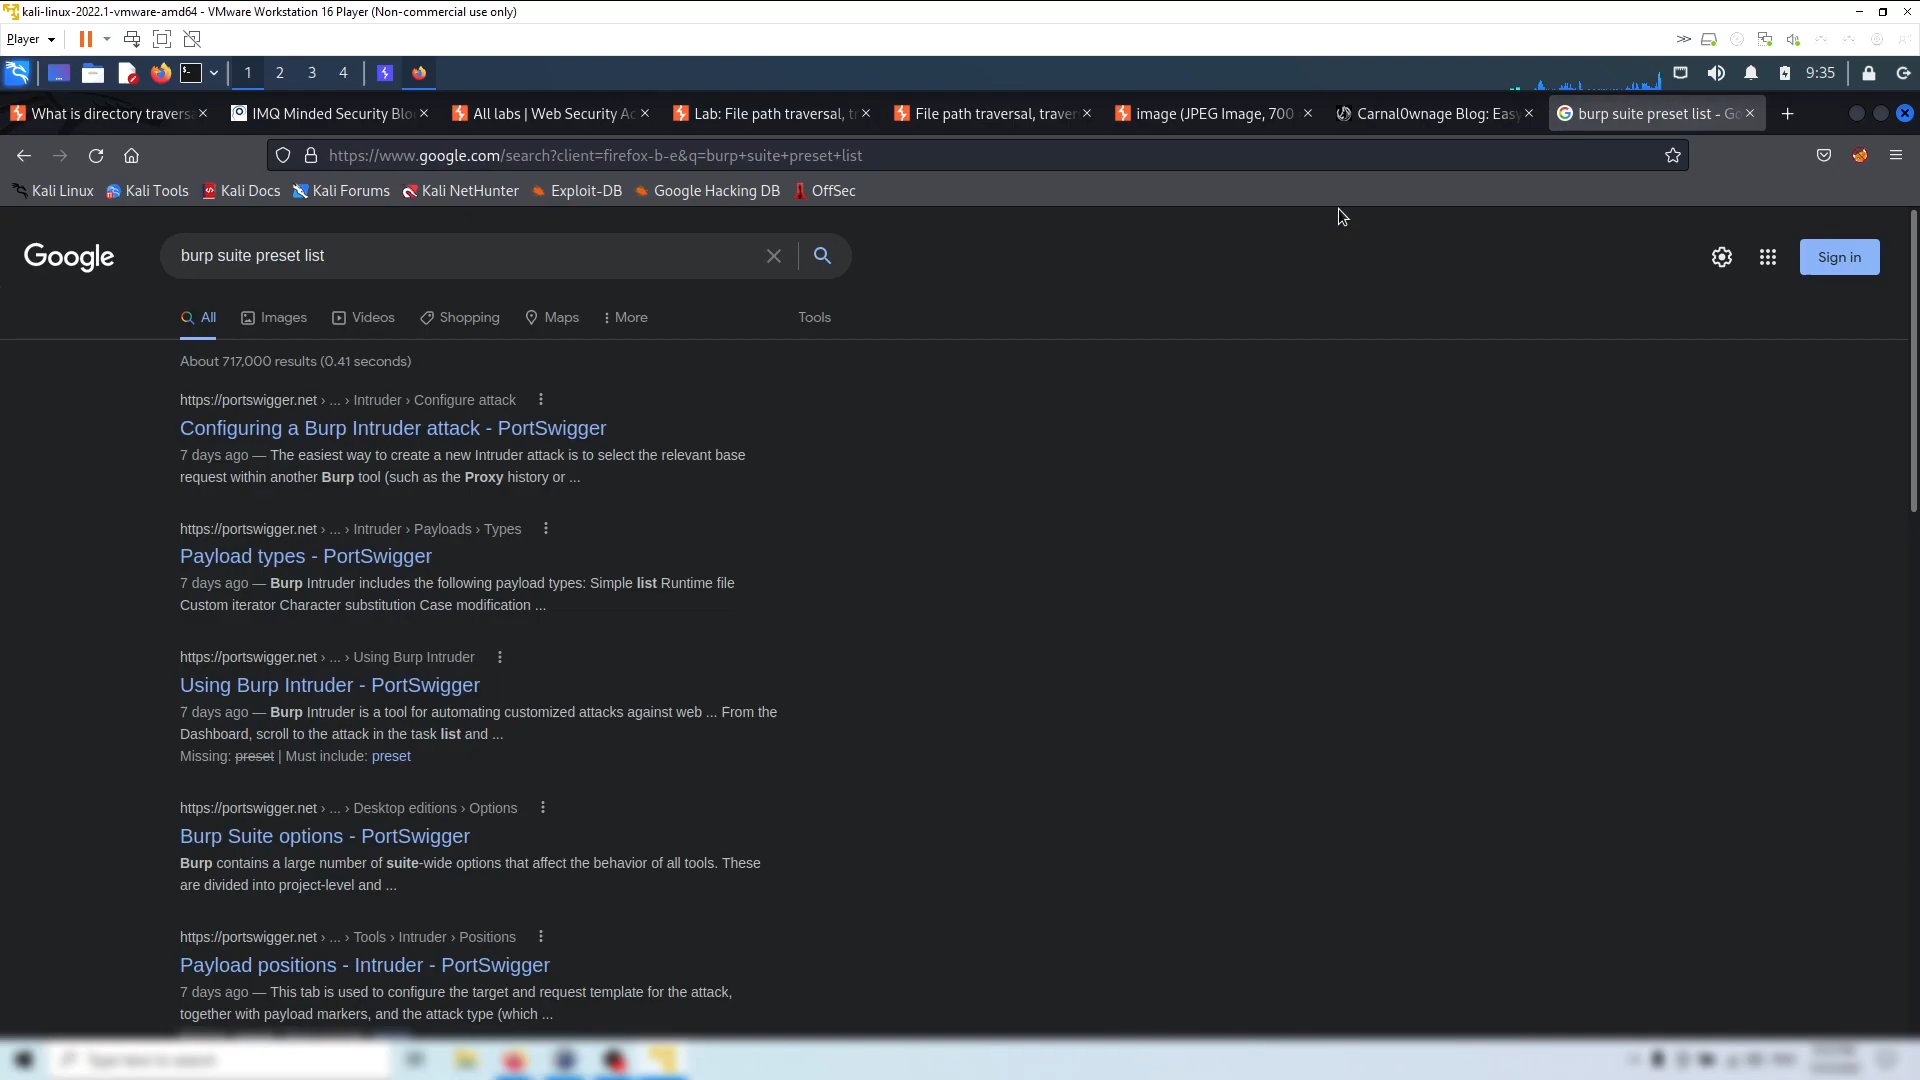 kali-linux-2022.1-vmware-amd64 - VMware Workstation 16 Player (Non-commercial use only)
Player
1 2 3 4 9:35
What is directory traversa IMQ Minded Security Blo All labs | Web Security Ac Lab: File path traversal, tr File path traversal, traver image (JPEG Image, 700 Carnal0wnage Blog: Easy burp suite preset list - Go
https://www.google.com/search?client=firefox-b-e&q=burp+suite+preset+list
Kali Linux Kali Tools Kali Docs Kali Forums Kali NetHunter Exploit-DB Google Hacking DB OffSec
Google burp suite preset list Sign in
All Images Videos Shopping Maps More Tools
About 717,000 results (0.41 seconds)
https://portswigger.net › ... › Intruder › Configure attack
Configuring a Burp Intruder attack - PortSwigger
7 days ago — The easiest way to create a new Intruder attack is to select the relevant base
request within another Burp tool (such as the Proxy history or ...
https://portswigger.net › ... › Intruder › Payloads › Types
Payload types - PortSwigger
7 days ago — Burp Intruder includes the following payload types: Simple list Runtime file
Custom iterator Character substitution Case modification ...
https://portswigger.net › ... › Using Burp Intruder
Using Burp Intruder - PortSwigger
7 days ago — Burp Intruder is a tool for automating customized attacks against web ... From the
Dashboard, scroll to the attack in the task list and ...
Missing: preset | Must include: preset
https://portswigger.net › ... › Desktop editions › Options
Burp Suite options - PortSwigger
Burp contains a large number of suite-wide options that affect the behavior of all tools. These
are divided into project-level and ...
https://portswigger.net › ... › Tools › Intruder › Positions
Payload positions - Intruder - PortSwigger
7 days ago — This tab is used to configure the target and request template for the attack,
together with payload markers, and the attack type (which ...